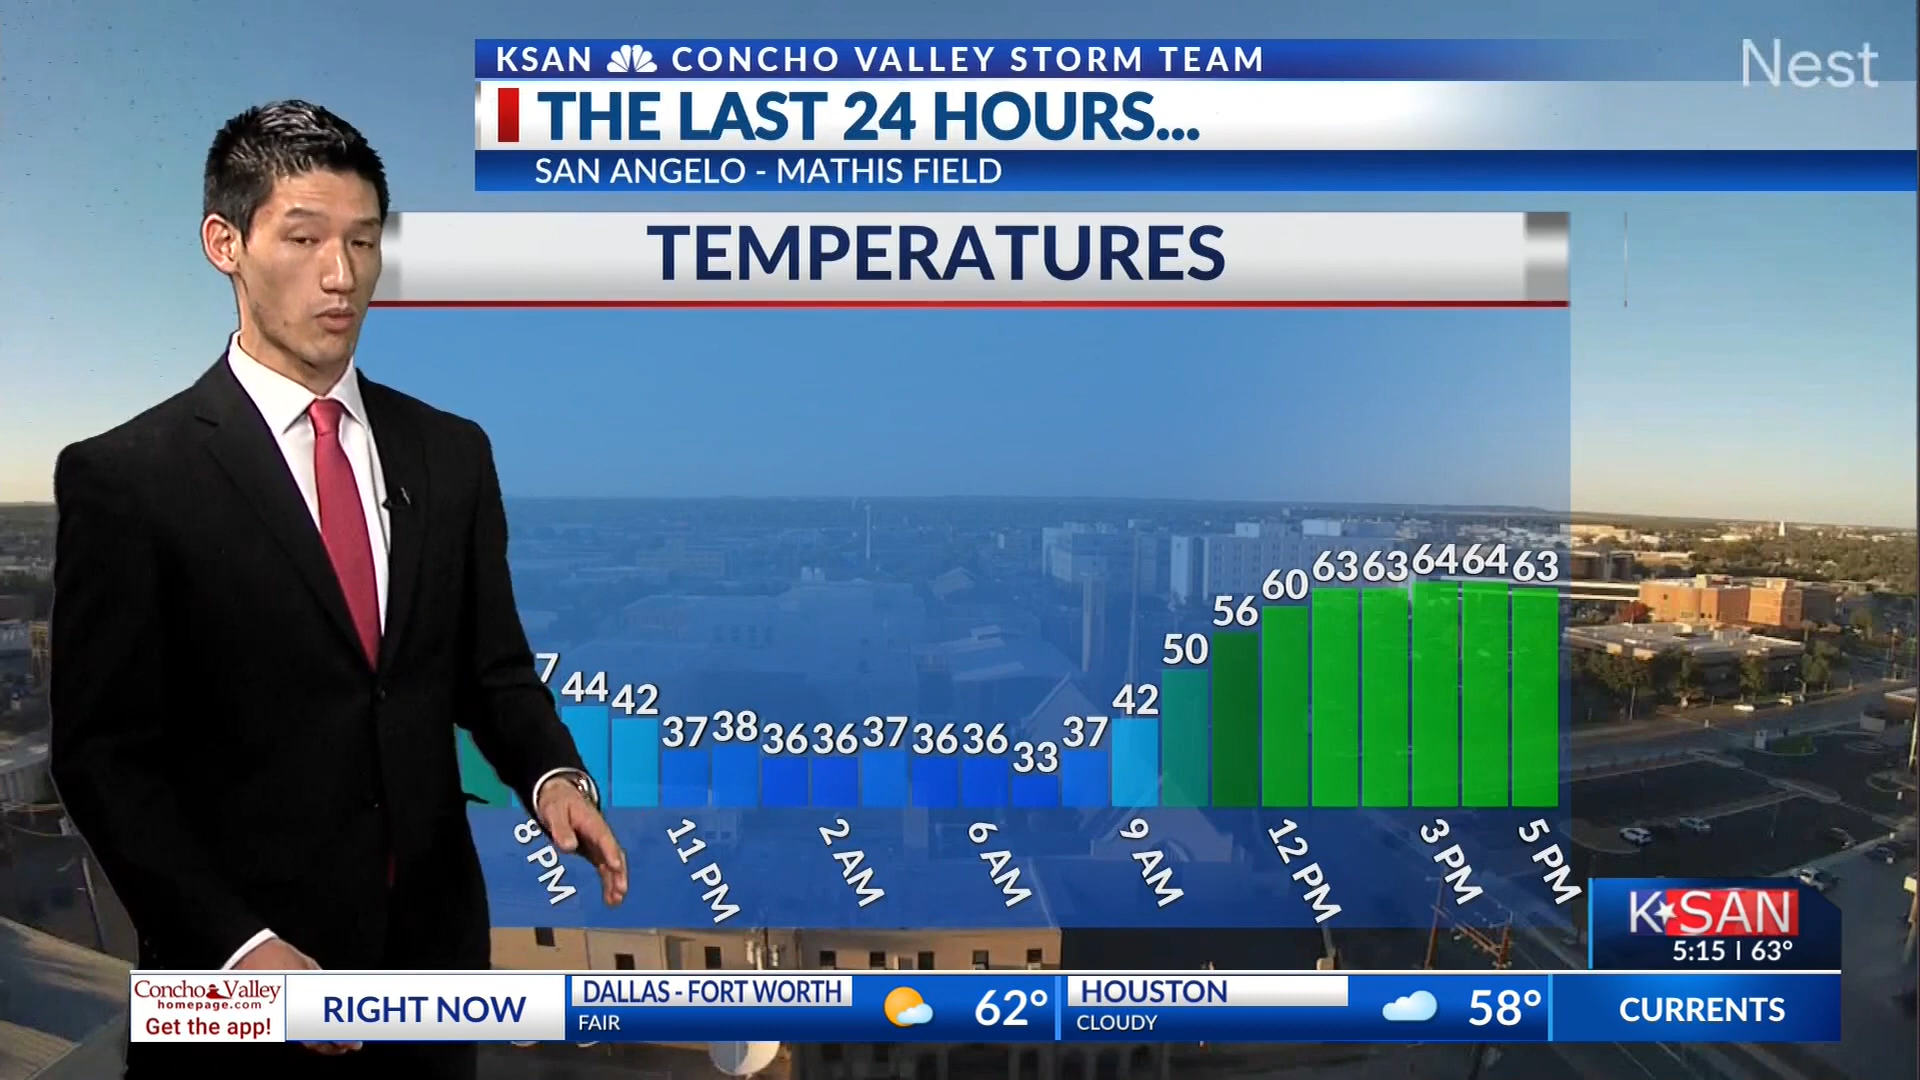 KSAN CONCHO VALLEY STORM TEAM
Nest
THE LAST 24 HOURS...
SAN ANGELO - MATHIS FIELD
TEMPERATURES
7 44 42 37 38 36 36 37 36 36 33 37 42 50 56 60 63 63 64 64 63
8 PM 11 PM 2 AM 6 AM 9 AM 12 PM 3 PM 5 PM
K SAN
5:15 | 63°
Concho Valley
homepage.com
Get the app!
RIGHT NOW
DALLAS - FORT WORTH
FAIR
62°
HOUSTON
CLOUDY
58°
CURRENTS